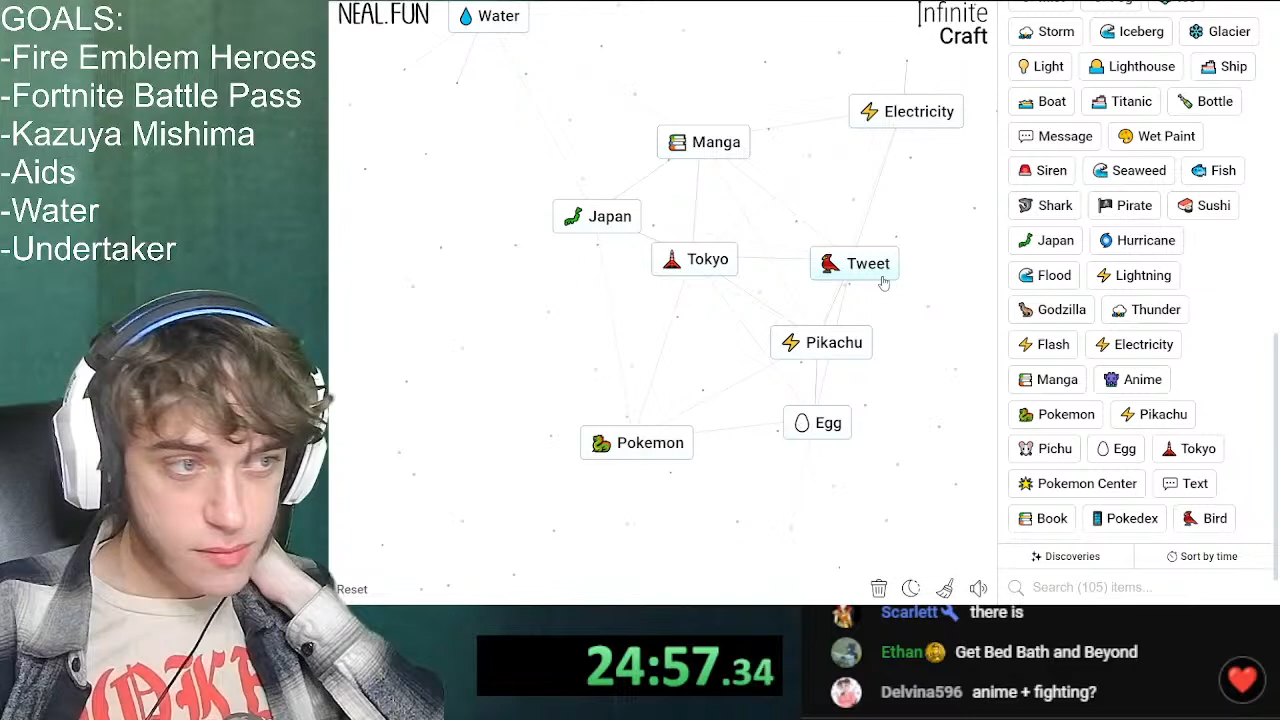 GOALS:
-Fire Emblem Heroes
-Fortnite Battle Pass
-Kazuya Mishima
-Aids
-Water
-Undertaker
NEAL.FUN
Water
Infinite
Craft
Electricity
Manga
Japan
Tokyo
Tweet
Pikachu
Egg
Pokemon
Reset
Storm Iceberg Glacier
Light Lighthouse Ship
Boat Titanic Bottle
Message Wet Paint
Siren Seaweed Fish
Shark Pirate Sushi
Japan Hurricane
Flood Lightning
Godzilla Thunder
Flash Electricity
Manga Anime
Pokemon Pikachu
Pichu Egg Tokyo
Pokemon Center Text
Book Pokedex Bird
Discoveries Sort by time
Search (105) items...
24:57.34
Scarlett there is
Ethan Get Bed Bath and Beyond
Delvina596 anime + fighting?